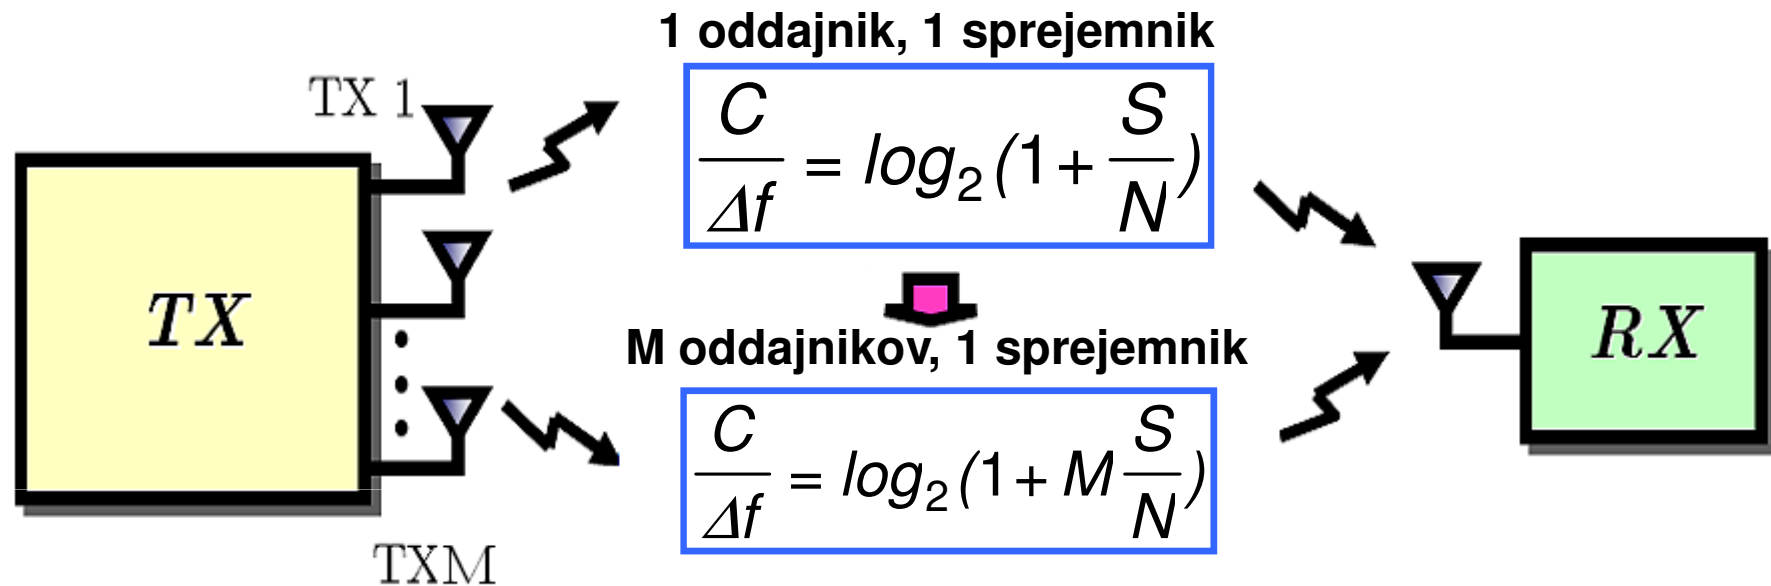 1 oddajnik, 1 sprejemnik
TX 1
C/Δf = log₂(1+S/N)
TX
RX
M oddajnikov, 1 sprejemnik
C/Δf = log₂(1+M S/N)
TXM